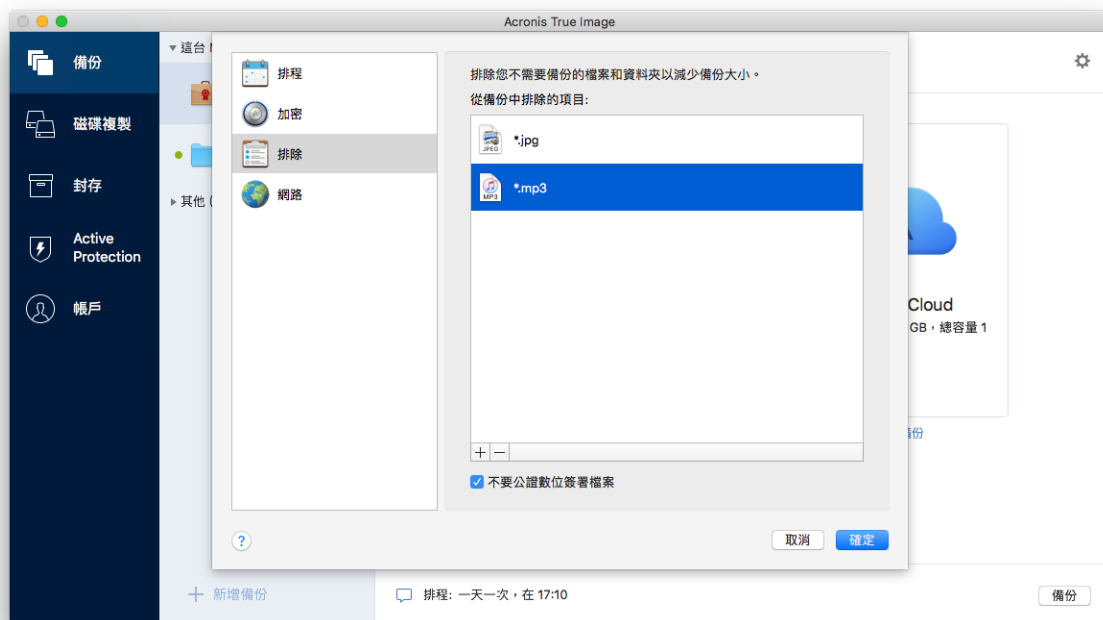 Acronis True Image
備份
磁碟複製
封存
Active
Protection
帳戶
這台
其他 (
新增備份
排程
加密
排除
網路
排除您不需要備份的檔案和資料夾以減少備份大小。
從備份中排除的項目:
JPEG
*.jpg
MP3
*.mp3
不要公證數位簽署檔案
?
取消
確定
Cloud
GB，總容量 1
備份
排程: 一天一次，在 17:10
備份